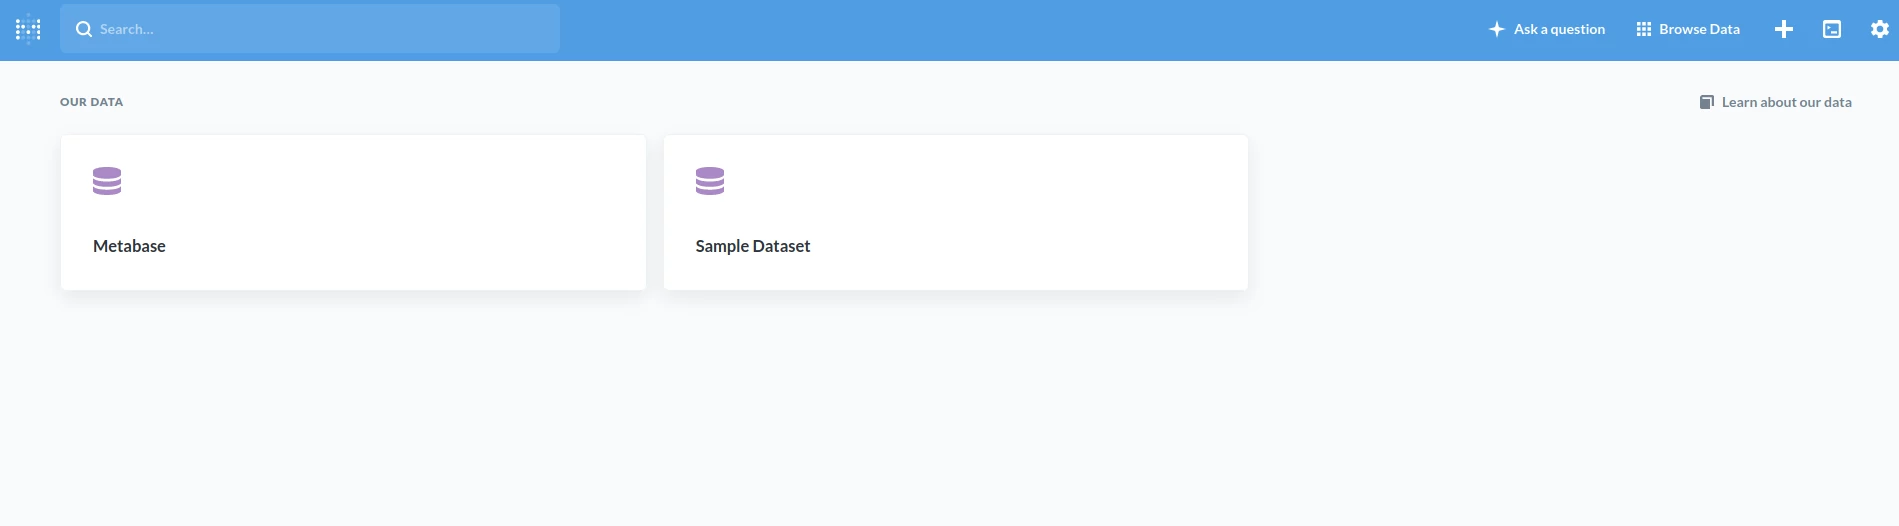 Search...
Ask a question
Browse Data
OUR DATA
Learn about our data
Metabase
Sample Dataset